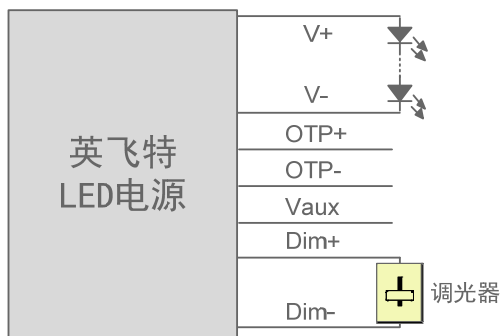 V+
V-
OTP+
OTP-
Vaux
Dim+
Dim-
英飞特
LED电源
调光器